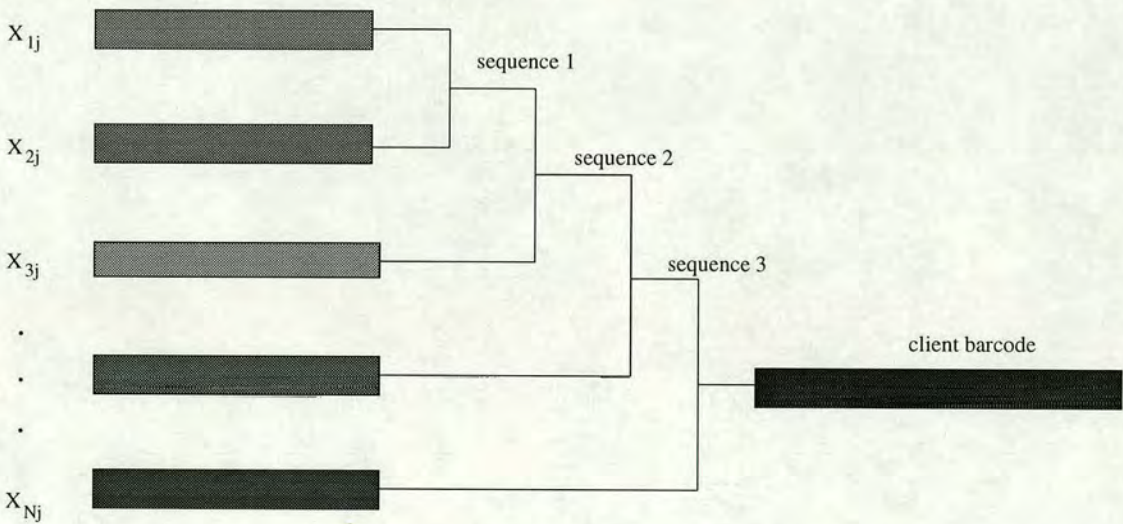 X1j
sequence 1
X2j
sequence 2
X3j
sequence 3
.
client barcode
.
.
XNj